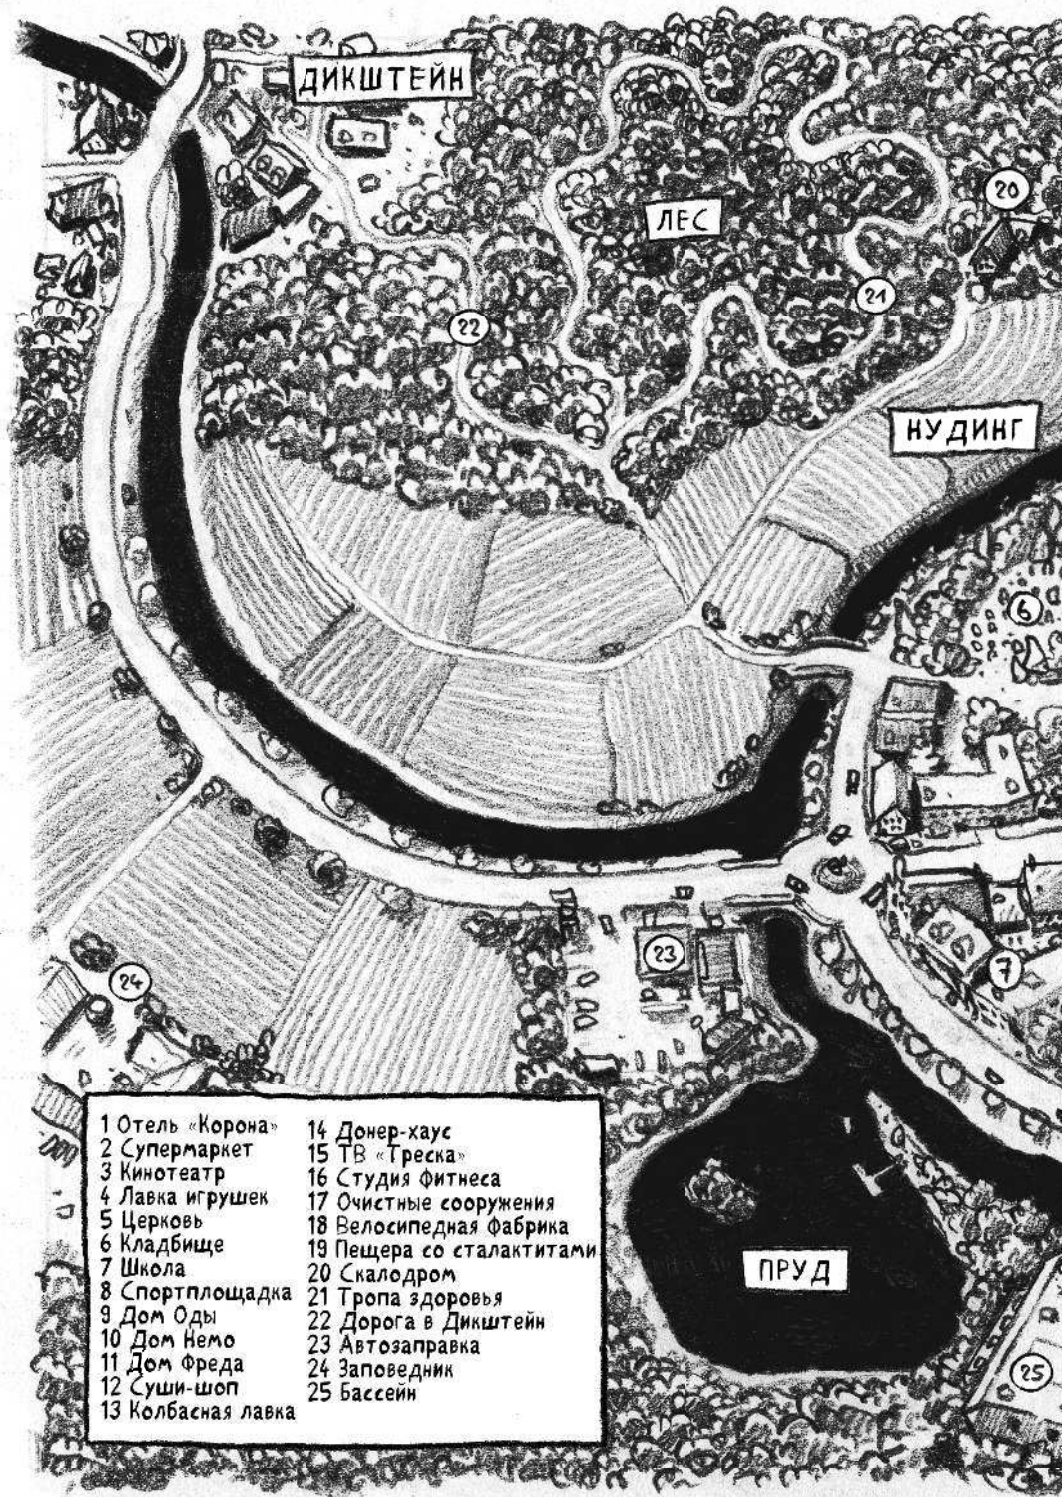 ДИКШТЕЙН
20
ЛЕС
21
22
НУДИНГ
6
23
7
24
1 Отель «Корона»
2 Супермаркет
3 Кинотеатр
4 Лавка игрушек
5 Церковь
6 Кладбище
7 Школа
8 Спортплощадка
9 Дом Оды
10 Дом Немо
11 Дом Фреда
12 Суши-шоп
13 Колбасная лавка
14 Донер-хаус
15 ТВ «Треска»
16 Студия фитнеса
17 Очистные сооружения
18 Велосипедная фабрика
19 Пещера со сталактитами
20 Скалодром
21 Тропа здоровья
22 Дорога в Дикштейн
23 Автозаправка
24 Заповедник
25 Бассейн
ПРУД
25